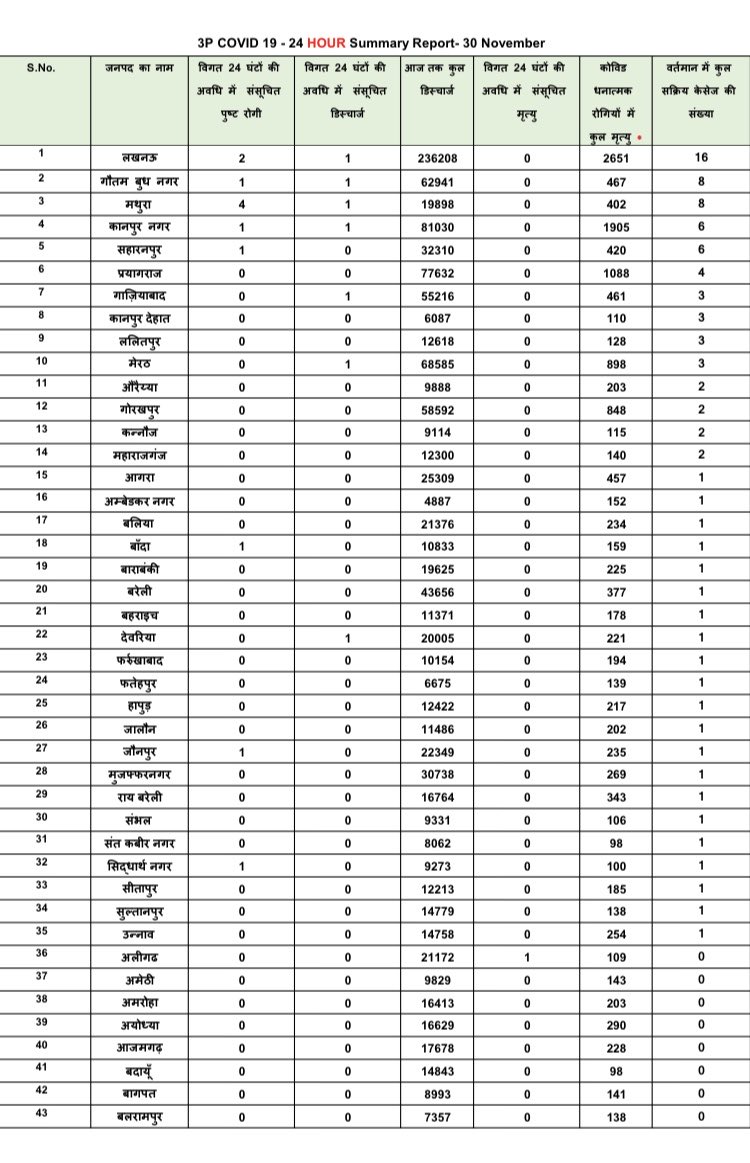 3P COVID 19 - 24 HOUR Summary Report- 30 November
S.No. जनपद का नाम विगत 24 घंटों की अवधि में संसूचित पुष्ट रोगी विगत 24 घंटों की अवधि में संसूचित डिस्चार्ज आज तक कुल डिस्चार्ज विगत 24 घंटों की अवधि में संसूचित मृत्यु कोविड धनात्मक रोगियों में कुल मृत्यु वर्तमान में कुल सक्रिय केसेज की संख्या
1 लखनऊ 2 1 236208 0 2651 16
2 गौतम बुध नगर 1 1 62941 0 467 8
3 मथुरा 4 1 19898 0 402 8
4 कानपुर नगर 1 1 81030 0 1905 6
5 सहारनपुर 1 0 32310 0 420 6
6 प्रयागराज 0 0 77632 0 1088 4
7 गाज़ियाबाद 0 1 55216 0 461 3
8 कानपुर देहात 0 0 6087 0 110 3
9 ललितपुर 0 0 12618 0 128 3
10 मेरठ 0 1 68585 0 898 3
11 औरैय्या 0 0 9888 0 203 2
12 गोरखपुर 0 0 58592 0 848 2
13 कन्नौज 0 0 9114 0 115 2
14 महाराजगंज 0 0 12300 0 140 2
15 आगरा 0 0 25309 0 457 1
16 अम्बेडकर नगर 0 0 4887 0 152 1
17 बलिया 0 0 21376 0 234 1
18 बाँदा 1 0 10833 0 159 1
19 बाराबंकी 0 0 19625 0 225 1
20 बरेली 0 0 43656 0 377 1
21 बहराइच 0 0 11371 0 178 1
22 देवरिया 0 1 20005 0 221 1
23 फर्रुखाबाद 0 0 10154 0 194 1
24 फतेहपुर 0 0 6675 0 139 1
25 हापुड़ 0 0 12422 0 217 1
26 जालौन 0 0 11486 0 202 1
27 जौनपुर 1 0 22349 0 235 1
28 मुजफ्फरनगर 0 0 30738 0 269 1
29 राय बरेली 0 0 16764 0 343 1
30 संभल 0 0 9331 0 106 1
31 संत कबीर नगर 0 0 8062 0 98 1
32 सिद्धार्थ नगर 1 0 9273 0 100 1
33 सीतापुर 0 0 12213 0 185 1
34 सुल्तानपुर 0 0 14779 0 138 1
35 उन्नाव 0 0 14758 0 254 1
36 अलीगढ 0 0 21172 1 109 0
37 अमेठी 0 0 9829 0 143 0
38 अमरोहा 0 0 16413 0 203 0
39 अयोध्या 0 0 16629 0 290 0
40 आजमगढ़ 0 0 17678 0 228 0
41 बदायूँ 0 0 14843 0 98 0
42 बागपत 0 0 8993 0 141 0
43 बलरामपुर 0 0 7357 0 138 0